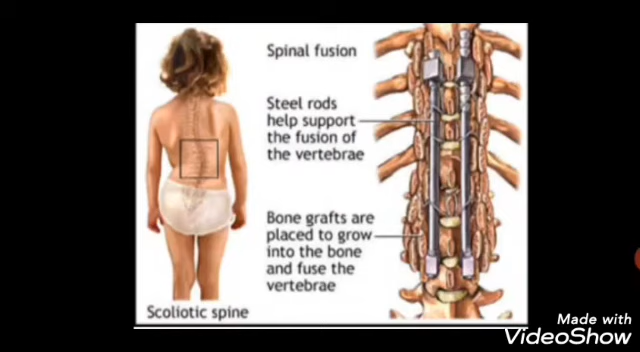 Spinal fusion
Steel rods
help support
the fusion of
the vertebrae
Bone grafts are
placed to grow
into the bone
and fuse the
vertebrae
Scoliotic spine
Made with
VideoShow